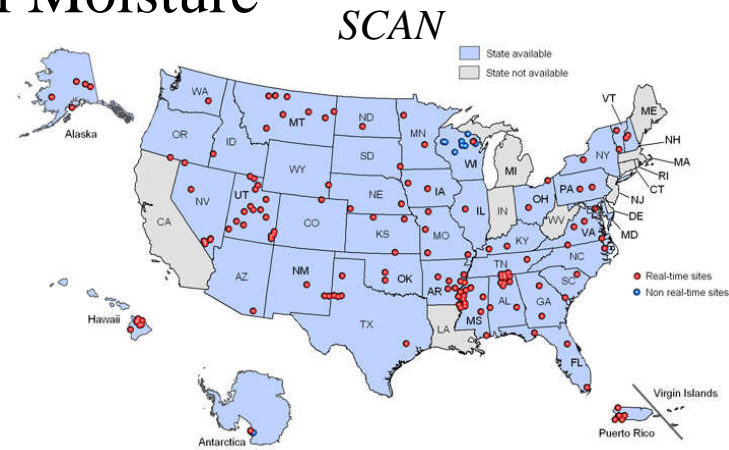 Moisture
SCAN
State available
State not available
Alaska
WA
OR
ID
MT
ND
MN
WI
MI
VT
ME
NH
MA
RI
CT
NY
NJ
DE
MD
PA
OH
IN
IL
IA
SD
WY
NE
NV
UT
CA
CO
KS
MO
KY
WV
VA
NC
TN
SC
GA
AL
MS
AR
OK
NM
AZ
TX
LA
FL
Real-time sites
Non real-time sites
Hawaii
Antarctica
Virgin Islands
Puerto Rico